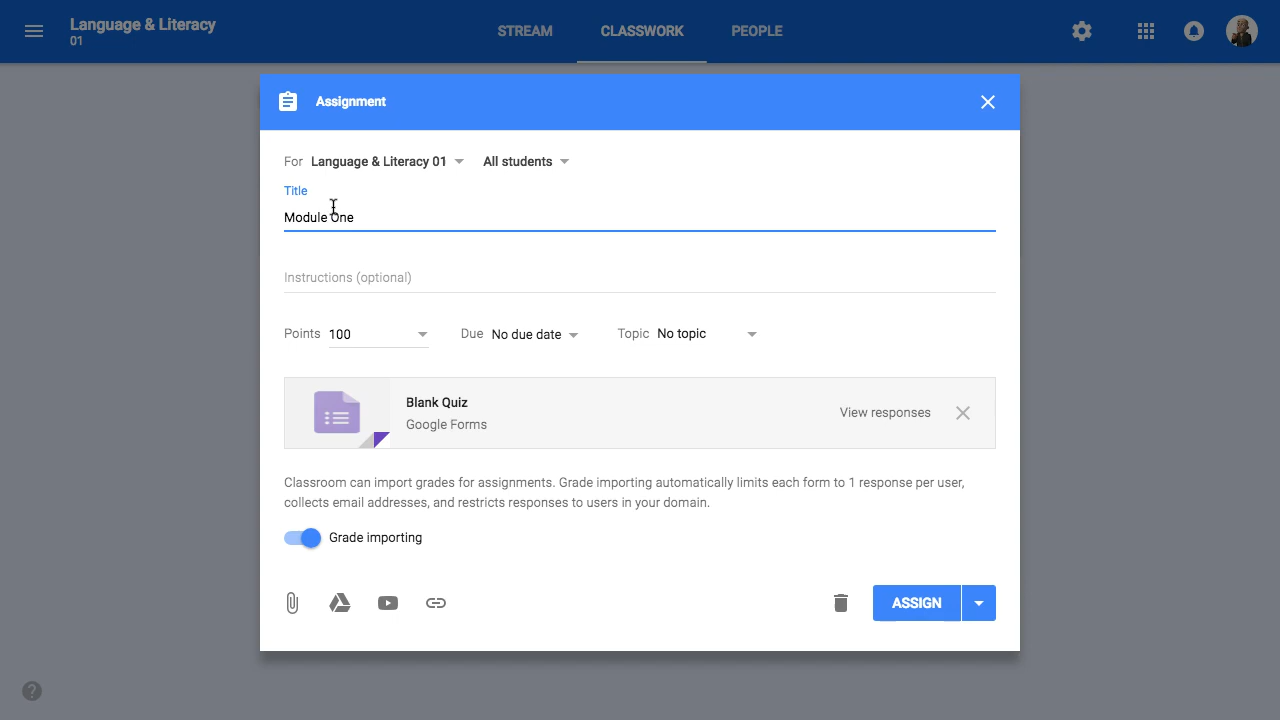 Language & Literacy
01
STREAM CLASSWORK PEOPLE
Assignment
For Language & Literacy 01 All students
Title
Module One
Instructions (optional)
Points 100 Due No due date Topic No topic
Blank Quiz
Google Forms
View responses
Classroom can import grades for assignments. Grade importing automatically limits each form to 1 response per user,
collects email addresses, and restricts responses to users in your domain.
Grade importing
ASSIGN